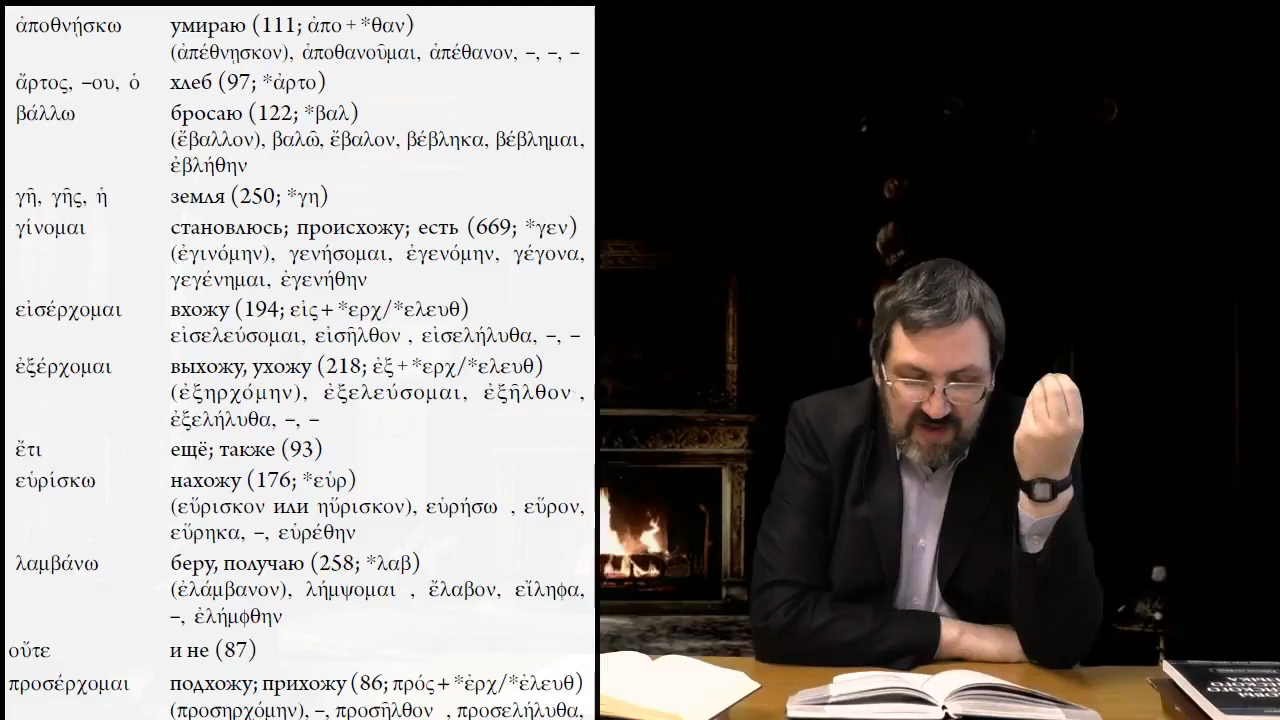 ἀποθνῄσκω умираю (111; ἀπο + *θαν)
(ἀπέθνῃσκον), ἀποθανοῦμαι, ἀπέθανον, –, –, –
ἄρτος, –ου, ὁ хлеб (97; *ἀρτο)
βάλλω бросаю (122; *βαλ)
(ἔβαλλον), βαλῶ, ἔβαλον, βέβληκα, βέβλημαι,
ἐβλήθην
γῆ, γῆς, ἡ земля (250; *γη)
γίνομαι становлюсь; происхожу; есть (669; *γεν)
(ἐγινόμην), γενήσομαι, ἐγενόμην, γέγονα,
γεγένημαι, ἐγενήθην
εἰσέρχομαι вхожу (194; εἰς + *ερχ/*ελευθ)
εἰσελεύσομαι, εἰσῆλθον , εἰσελήλυθα, –, –
ἐξέρχομαι выхожу, ухожу (218; ἐξ + *ερχ/*ελευθ)
(ἐξηρχόμην), ἐξελεύσομαι, ἐξῆλθον ,
ἐξελήλυθα, –, –
ἔτι ещё; также (93)
εὑρίσκω нахожу (176; *εὑρ)
(εὕρισκον или ηὕρισκον), εὑρήσω , εὗρον,
εὕρηκα, –, εὑρέθην
λαμβάνω беру, получаю (258; *λαβ)
(ἐλάμβανον), λήμψομαι , ἔλαβον, εἴληφα,
–, ἐλήμφθην
οὔτε и не (87)
προσέρχομαι подхожу; прихожу (86; πρός + *ἐρχ/*ἐλευθ)
(προσηρχόμην), –, προσῆλθον , προσελήλυθα,